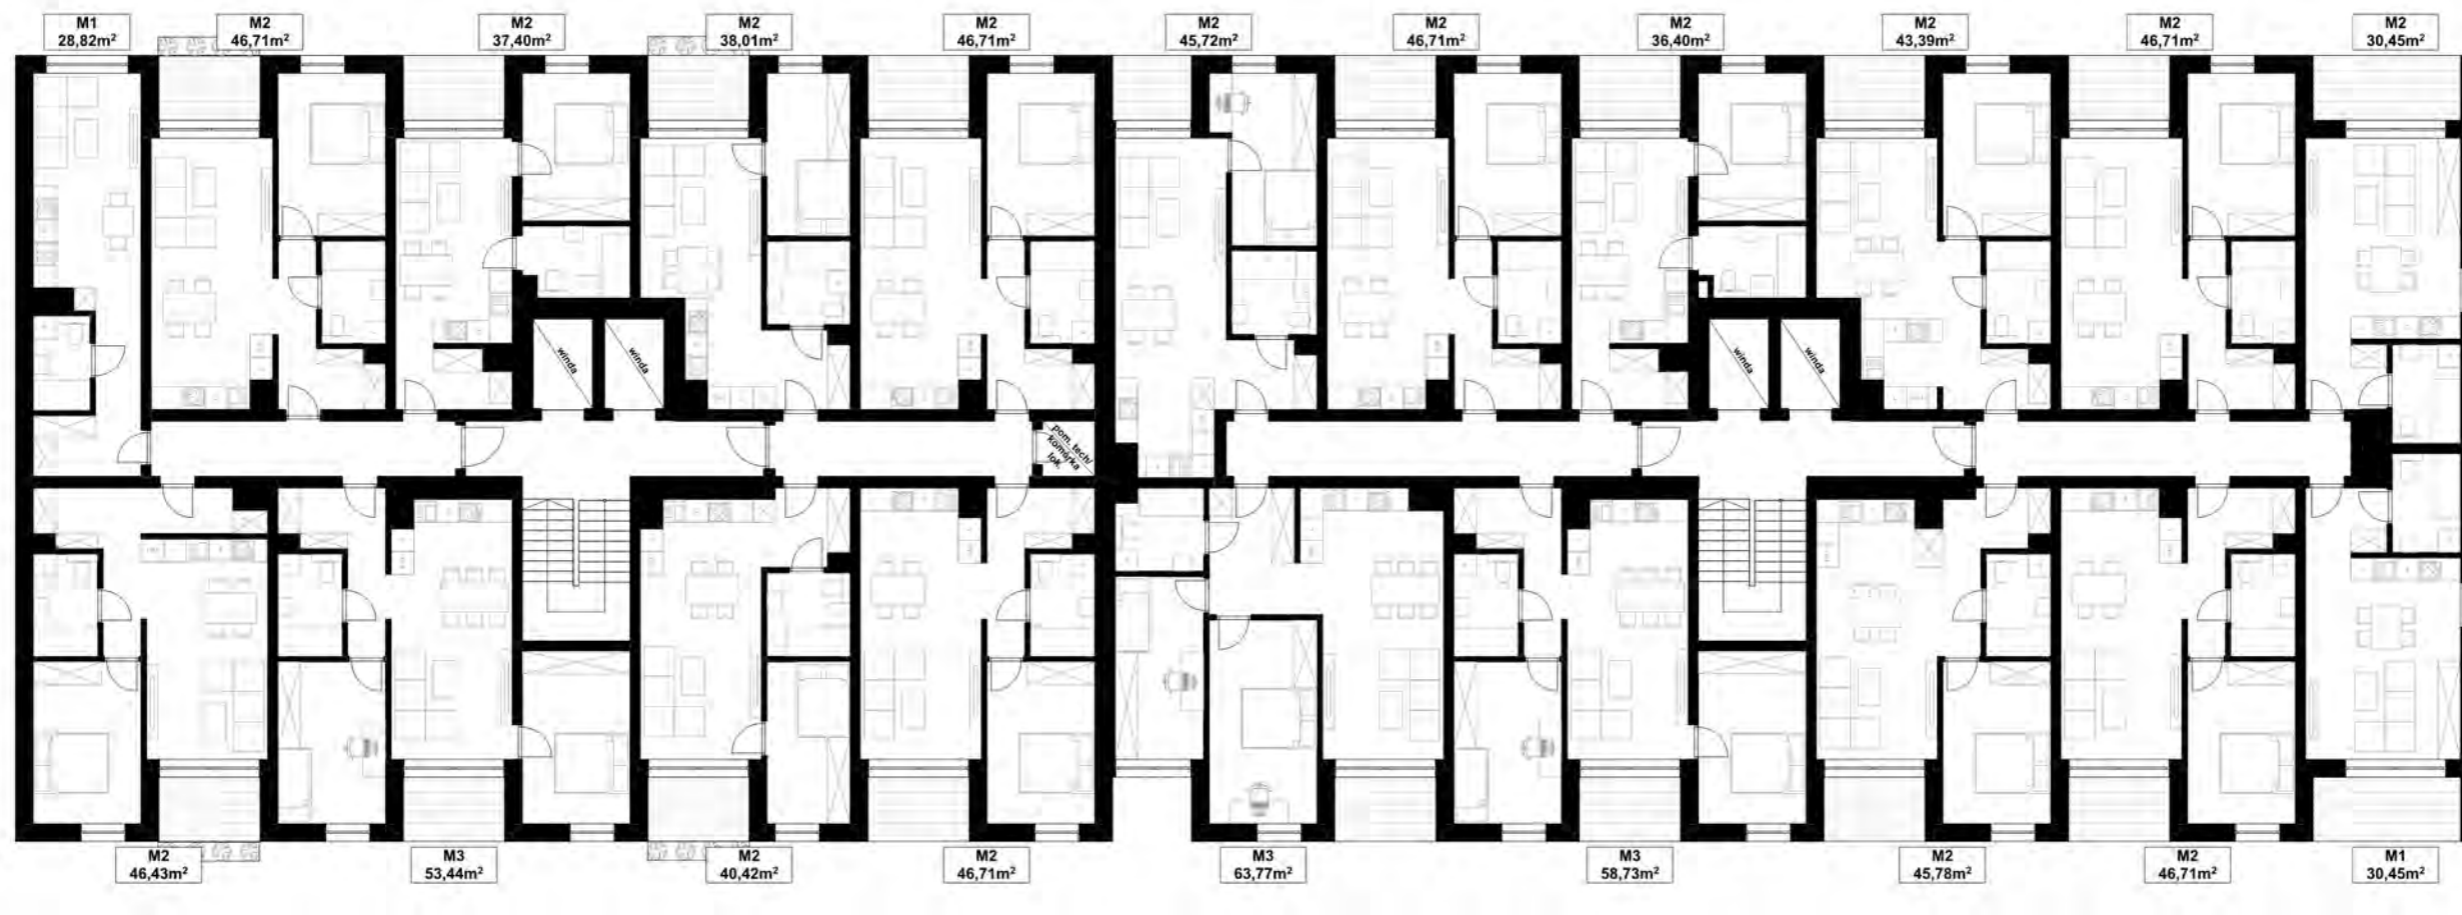 M1
28,82m²
M2
46,71m²
M2
37,40m²
M2
38,01m²
M2
46,71m²
M2
45,72m²
M2
46,71m²
M2
36,40m²
M2
43,39m²
M2
46,71m²
M2
30,45m²
winda
winda
winda
winda
pom. tech/
komórka
lok.
M2
46,43m²
M3
53,44m²
M2
40,42m²
M2
46,71m²
M3
63,77m²
M3
58,73m²
M2
45,78m²
M2
46,71m²
M1
30,45m²